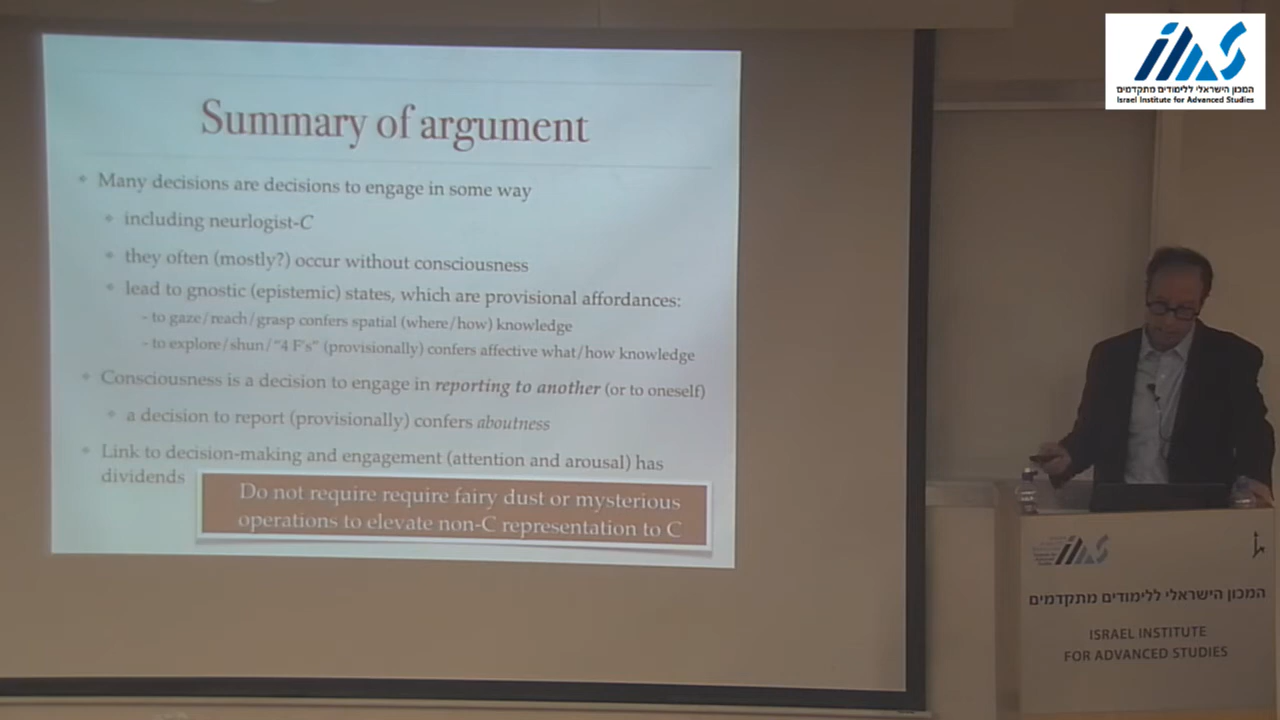 Summary of argument
Many decisions are decisions to engage in some way
including neurlogist-C
they often (mostly?) occur without consciousness
lead to gnostic (epistemic) states, which are provisional affordances:
- to gaze/reach/grasp confers spatial (where/how) knowledge
- to explore/shun/"4 F's" (provisionally) confers affective what/how knowledge
Consciousness is a decision to engage in reporting to another (or to oneself)
a decision to report (provisionally) confers aboutness
Link to decision-making and engagement (attention and arousal) has
dividends
Do not require require fairy dust or mysterious
operations to elevate non-C representation to C
המכון הישראלי ללימודים מתקדמים
Israel Institute for Advanced Studies
המכון הישראלי ללימודים מתקדמים
ISRAEL INSTITUTE
FOR ADVANCED STUDIES